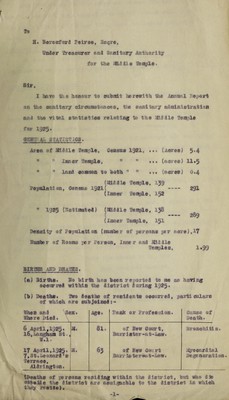 To
H. Beresford Peirse, Esqre,
Under Treasurer and Sanitary Authority
for the Middle Temple.
Sir,
I have the honour to submit herewith the Annual Report
on the sanitary circumstances, the sanitary administration
and the vital statistics relating to the Middle Temple
for 1925.
GENERAL STATISTICS.
Area of Middle Temple, Census 1921, ... (acres) 5.4
" " Inner Temple, " " ... (acres) 11.5
" " Land common to both " " ... (acres) 0.4
Population, Census 1921 (Middle Temple, 139
(Inner Temple, 152 ---- 291
" 1925 (Estimated) (Middle Temple, 138
(Inner Temple, 151 ---- 289
Density of Population (number of persons per acre), 17
Number of Rooms per Person, Inner and Middle
Temples, 1.99
BIRTHS AND DEATHS.
(a) Births. No birth has been reported to me as having
occurred within the district during 1925.
(b) Deaths. Two deaths of residents occurred, particulars
of which are subjoined:-
When and Where Died. Sex. Age. Rank or Profession. Cause of Death.
6 April, 1925. M. 81. of New Court Bronchitis.
16, Langham St. Barrister-at-Law.
W.1.
17 April, 1925. M. 63 of New Court Myocardial
7, St. Leonard's Barrister-at-Law. Degeneration.
Terrace,
Aldrington.
Deaths of persons residing within the district, but who die
outside the district are assignable to the district in which
they resided.
-1-